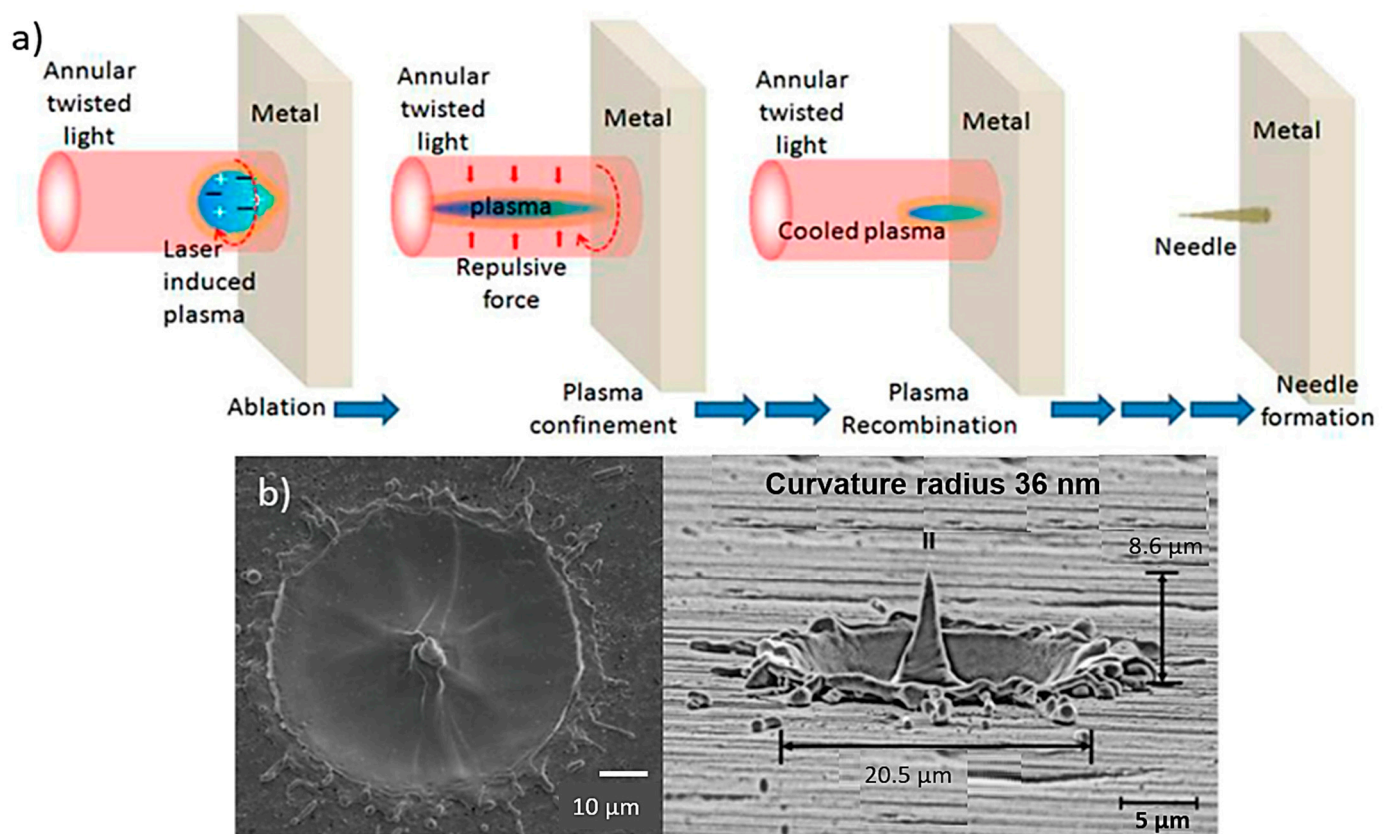 a)
Annular
twisted
light
Metal
+
−
−
+
−
Laser
induced
plasma
Ablation
Annular
twisted
light
Metal
plasma
Repulsive
force
Plasma
confinement
Annular
twisted
light
Metal
Cooled plasma
Plasma
Recombination
Metal
Needle
Needle
formation
b)
10 µm
Curvature radius 36 nm
8.6 µm
20.5 µm
5 µm